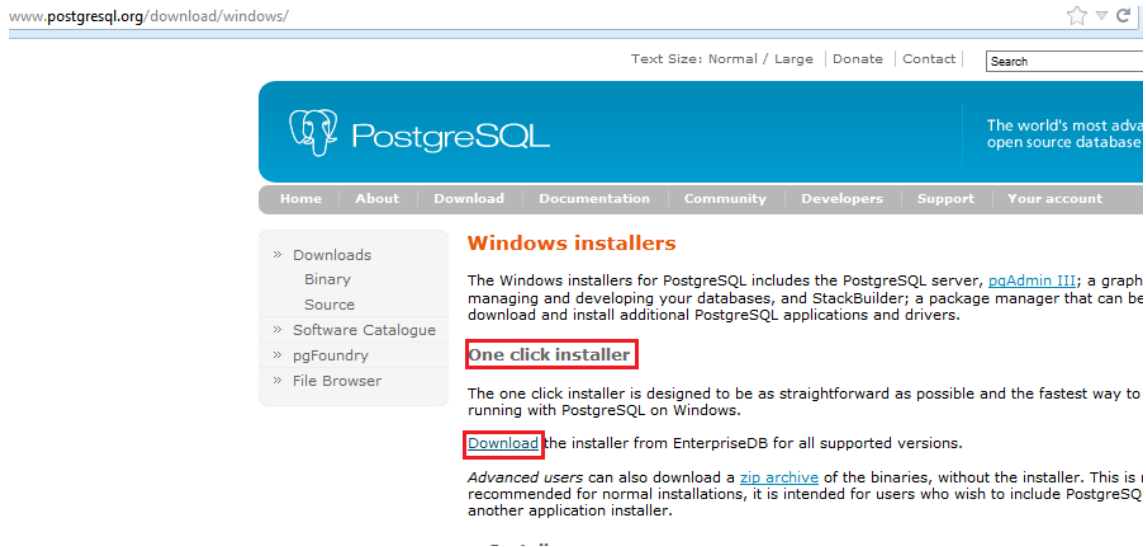 www.postgresql.org/download/windows/
Text Size: Normal / Large | Donate | Contact |
Search
PostgreSQL
The world's most adva
open source database
Home About Download Documentation Community Developers Support Your account
» Downloads
Binary
Source
» Software Catalogue
» pgFoundry
» File Browser
Windows installers
The Windows installers for PostgreSQL includes the PostgreSQL server, pgAdmin III; a graph
managing and developing your databases, and StackBuilder; a package manager that can be
download and install additional PostgreSQL applications and drivers.
One click installer
The one click installer is designed to be as straightforward as possible and the fastest way to
running with PostgreSQL on Windows.
Download the installer from EnterpriseDB for all supported versions.
Advanced users can also download a zip archive of the binaries, without the installer. This is
recommended for normal installations, it is intended for users who wish to include PostgreSQ
another application installer.